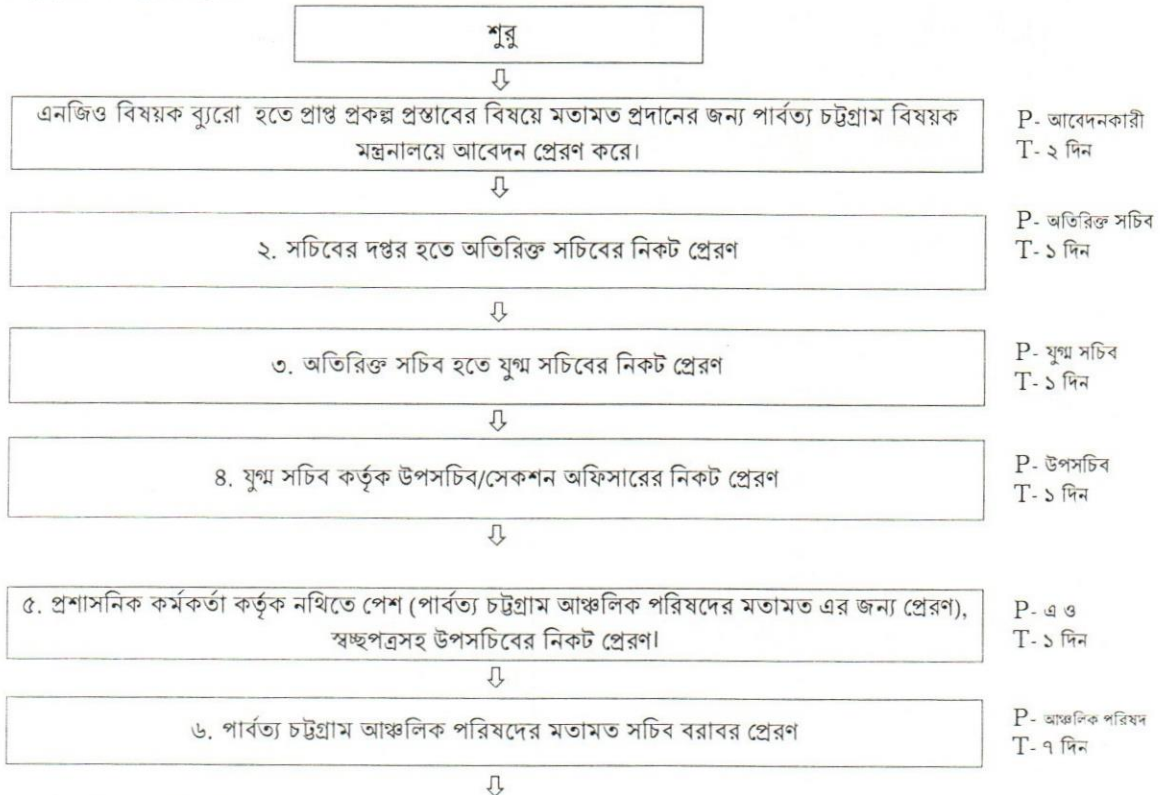 শুরু
এনজিও বিষয়ক ব্যুরো হতে প্রাপ্ত প্রকল্প প্রস্তাবের বিষয়ে মতামত প্রদানের জন্য পার্বত্য চট্টগ্রাম বিষয়ক
মন্ত্রনালয়ে আবেদন প্রেরণ করে।
P- আবেদনকারী
T- ২ দিন
২. সচিবের দপ্তর হতে অতিরিক্ত সচিবের নিকট প্রেরণ
P- অতিরিক্ত সচিব
T- ১ দিন
৩. অতিরিক্ত সচিব হতে যুগ্ম সচিবের নিকট প্রেরণ
P- যুগ্ম সচিব
T- ১ দিন
৪. যুগ্ম সচিব কর্তৃক উপসচিব/সেকশন অফিসারের নিকট প্রেরণ
P- উপসচিব
T- ১ দিন
৫. প্রশাসনিক কর্মকর্তা কর্তৃক নথিতে পেশ (পার্বত্য চট্টগ্রাম আঞ্চলিক পরিষদের মতামত এর জন্য প্রেরণ),
স্বচ্ছপত্রসহ উপসচিবের নিকট প্রেরণ।
P- এ ও
T- ১ দিন
৬. পার্বত্য চট্টগ্রাম আঞ্চলিক পরিষদের মতামত সচিব বরাবর প্রেরণ
P- আঞ্চলিক পরিষদ
T- ৭ দিন